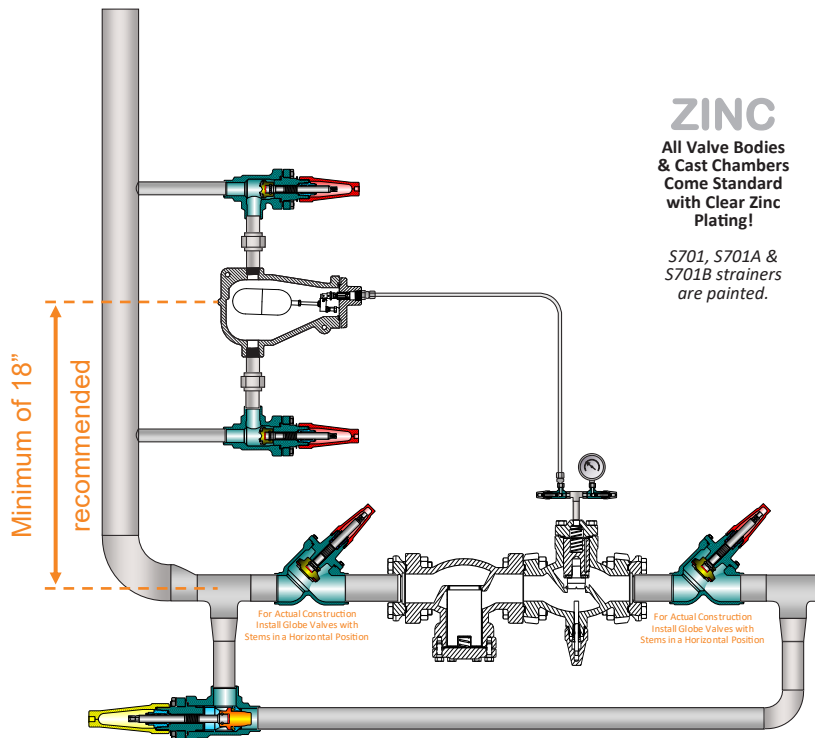 ZINC
All Valve Bodies
& Cast Chambers
Come Standard
with Clear Zinc
Plating!
S701, S701A &
S701B strainers
are painted.
Minimum of 18”
recommended
For Actual Construction
Install Globe Valves with
Stems in a Horizontal Position
For Actual Construction
Install Globe Valves with
Stems in a Horizontal Position